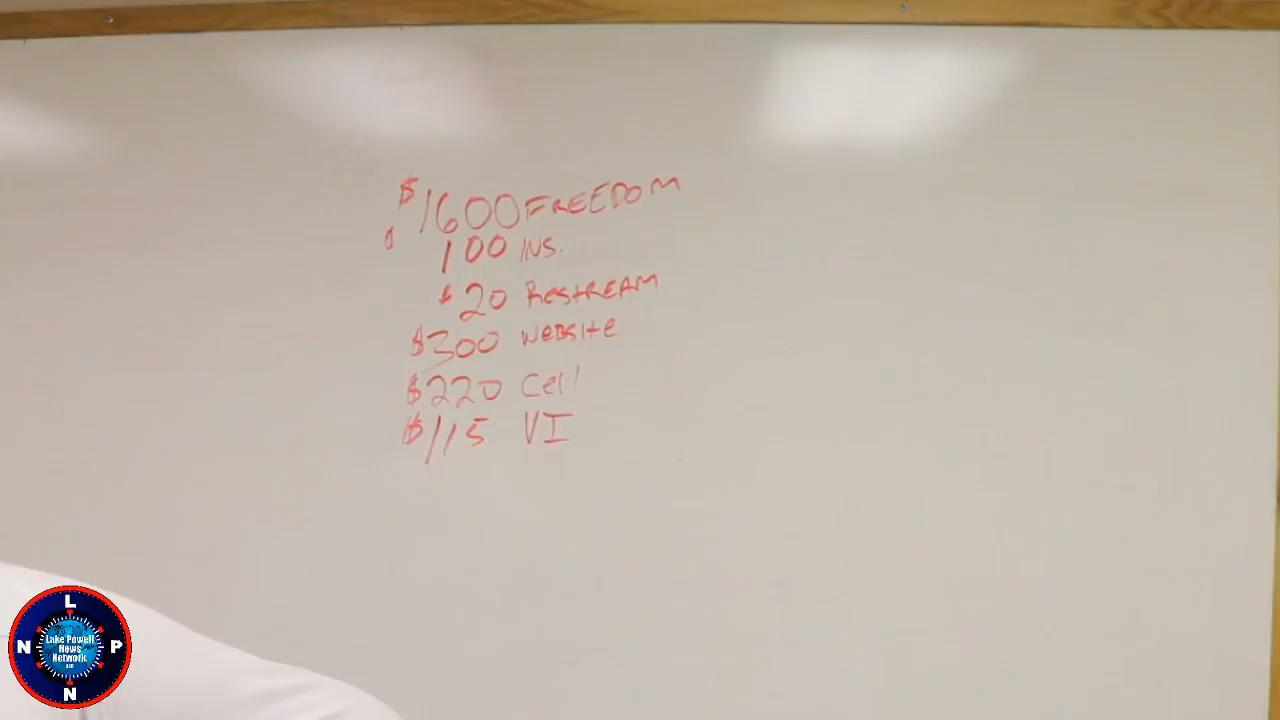 $1600 FREEDOM
100 INS.
$20 RestREAM
$300 WeBSite
$220 Cell
$115 VI
L
N
P
N
Lake Powell
News
Network